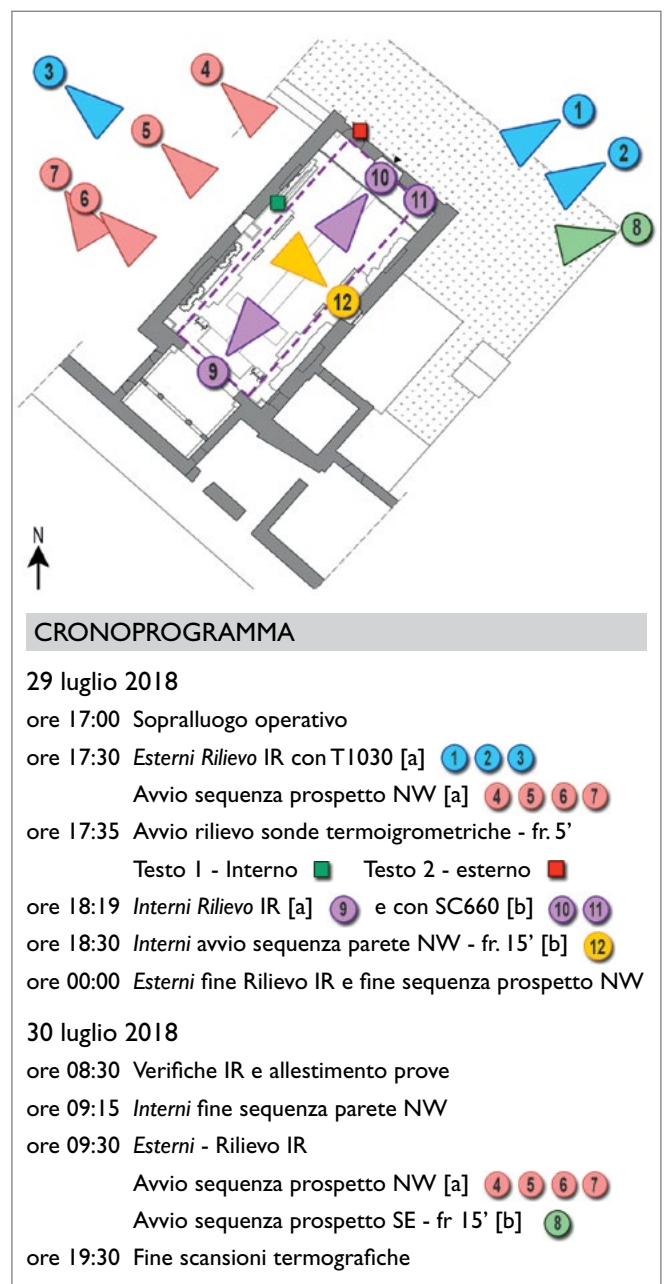 3
4
1
5
2
10
7
11
6
8
12
9
N
CRONOPROGRAMMA
29 luglio 2018
ore 17:00 Sopralluogo operativo
ore 17:30 Esterni Rilievo IR con T1030 [a] 1 2 3
Avvio sequenza prospetto NW [a] 4 5 6 7
ore 17:35 Avvio rilievo sonde termoigrometriche - fr. 5’
Testo 1 - Interno Testo 2 - esterno
ore 18:19 Interni Rilievo IR [a] 9 e con SC660 [b] 10 11
ore 18:30 Interni avvio sequenza parete NW - fr. 15’ [b] 12
ore 00:00 Esterni fine Rilievo IR e fine sequenza prospetto NW
30 luglio 2018
ore 08:30 Verifiche IR e allestimento prove
ore 09:15 Interni fine sequenza parete NW
ore 09:30 Esterni - Rilievo IR
Avvio sequenza prospetto NW [a] 4 5 6 7
Avvio sequenza prospetto SE - fr 15’ [b] 8
ore 19:30 Fine scansioni termografiche